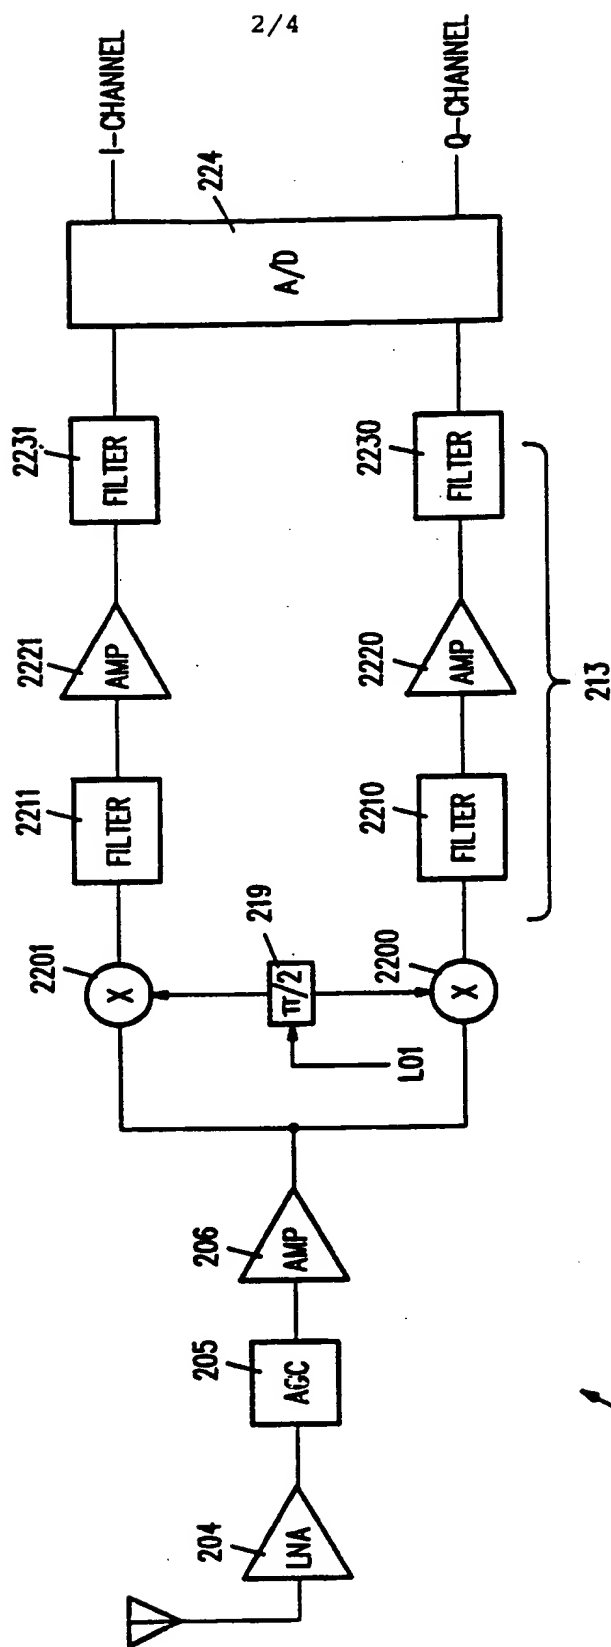 2/4
204
LNA
205
AGC
206
AMP
2201
X
219
π/2
L01
2200
X
2211
FILTER
2221
AMP
2231
FILTER
2210
FILTER
2220
AMP
2230
FILTER
213
224
A/D
I-CHANNEL
Q-CHANNEL